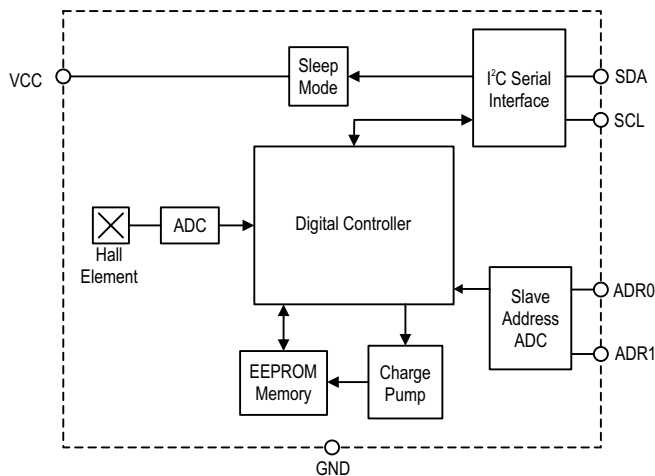 VCC
Sleep
Mode
I²C Serial
Interface
SDA
SCL
Digital Controller
ADC
Hall
Element
Slave
Address
ADC
ADR0
ADR1
EEPROM
Memory
Charge
Pump
GND